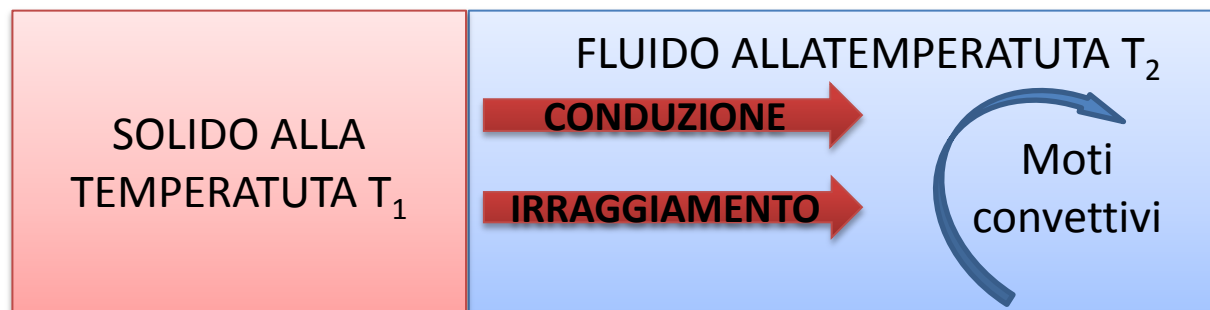 SOLIDO ALLA
TEMPERATUTA T₁
FLUIDO ALLATEMPERATUTA T₂
CONDUZIONE
IRRAGGIAMENTO
Moti
convettivi